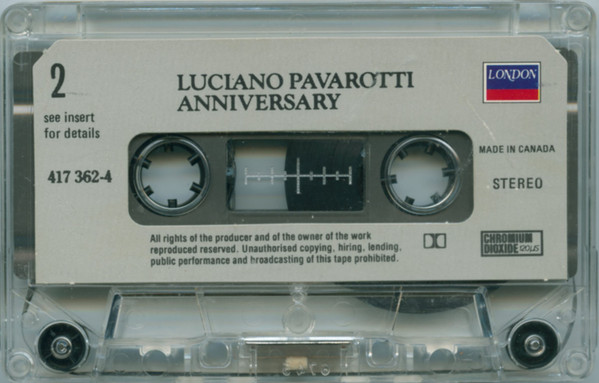 2
see insert
for details
417 362-4
LUCIANO PAVAROTTI
ANNIVERSARY
LONDON
MADE IN CANADA
STEREO
All rights of the producer and of the owner of the work
reproduced reserved. Unauthorised copying, hiring, lending,
public performance and broadcasting of this tape prohibited.
CHROMIUM
DIOXIDE 120µS